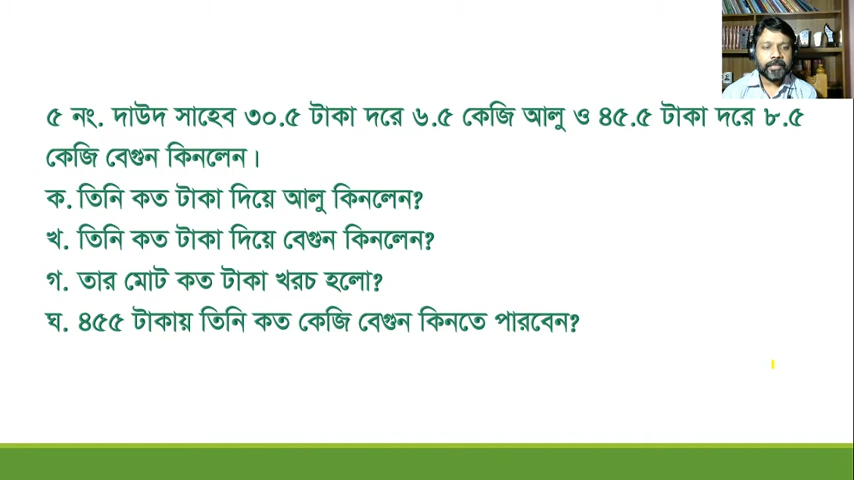 ৫ নং. দাউদ সাহেব ৩০.৫ টাকা দরে ৬.৫ কেজি আলু ও ৪৫.৫ টাকা দরে ৮.৫
কেজি বেগুন কিনলেন।
ক. তিনি কত টাকা দিয়ে আলু কিনলেন?
খ. তিনি কত টাকা দিয়ে বেগুন কিনলেন?
গ. তার মোট কত টাকা খরচ হলো?
ঘ. ৪৫৫ টাকায় তিনি কত কেজি বেগুন কিনতে পারবেন?